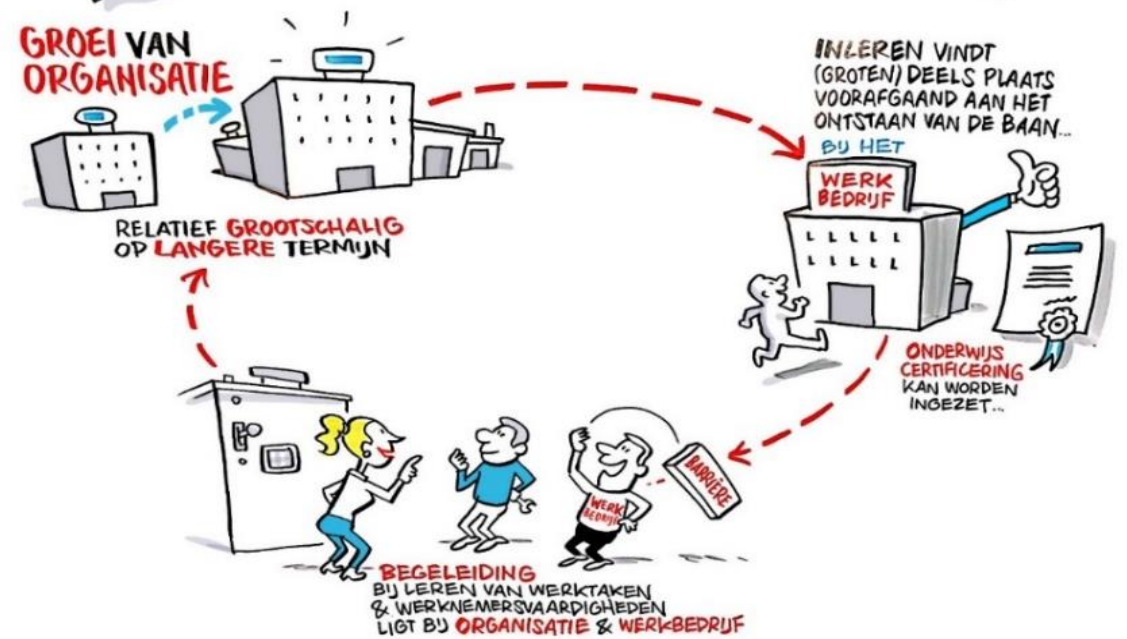 GROEI VAN
ORGANISATIE
RELATIEF GROOTSCHALIG
OP LANGERE TERMIJN
INLEREN VINDT
(GROTEN) DEELS PLAATS
VOORAFGAAND AAN HET
ONTSTAAN VAN DE BAAN...
BIJ HET
WERK
BEDRIJF
ONDERWIJS
CERTIFICERING
KAN WORDEN
INGEZET...
BARRIÈRE
WERK
BEDRIJF
BEGELEIDING
BIJ LEREN VAN WERKTAKEN
& WERKNEMERSVAARDIGHEDEN
LIGT BIJ ORGANISATIE & WERKBEDRIJF